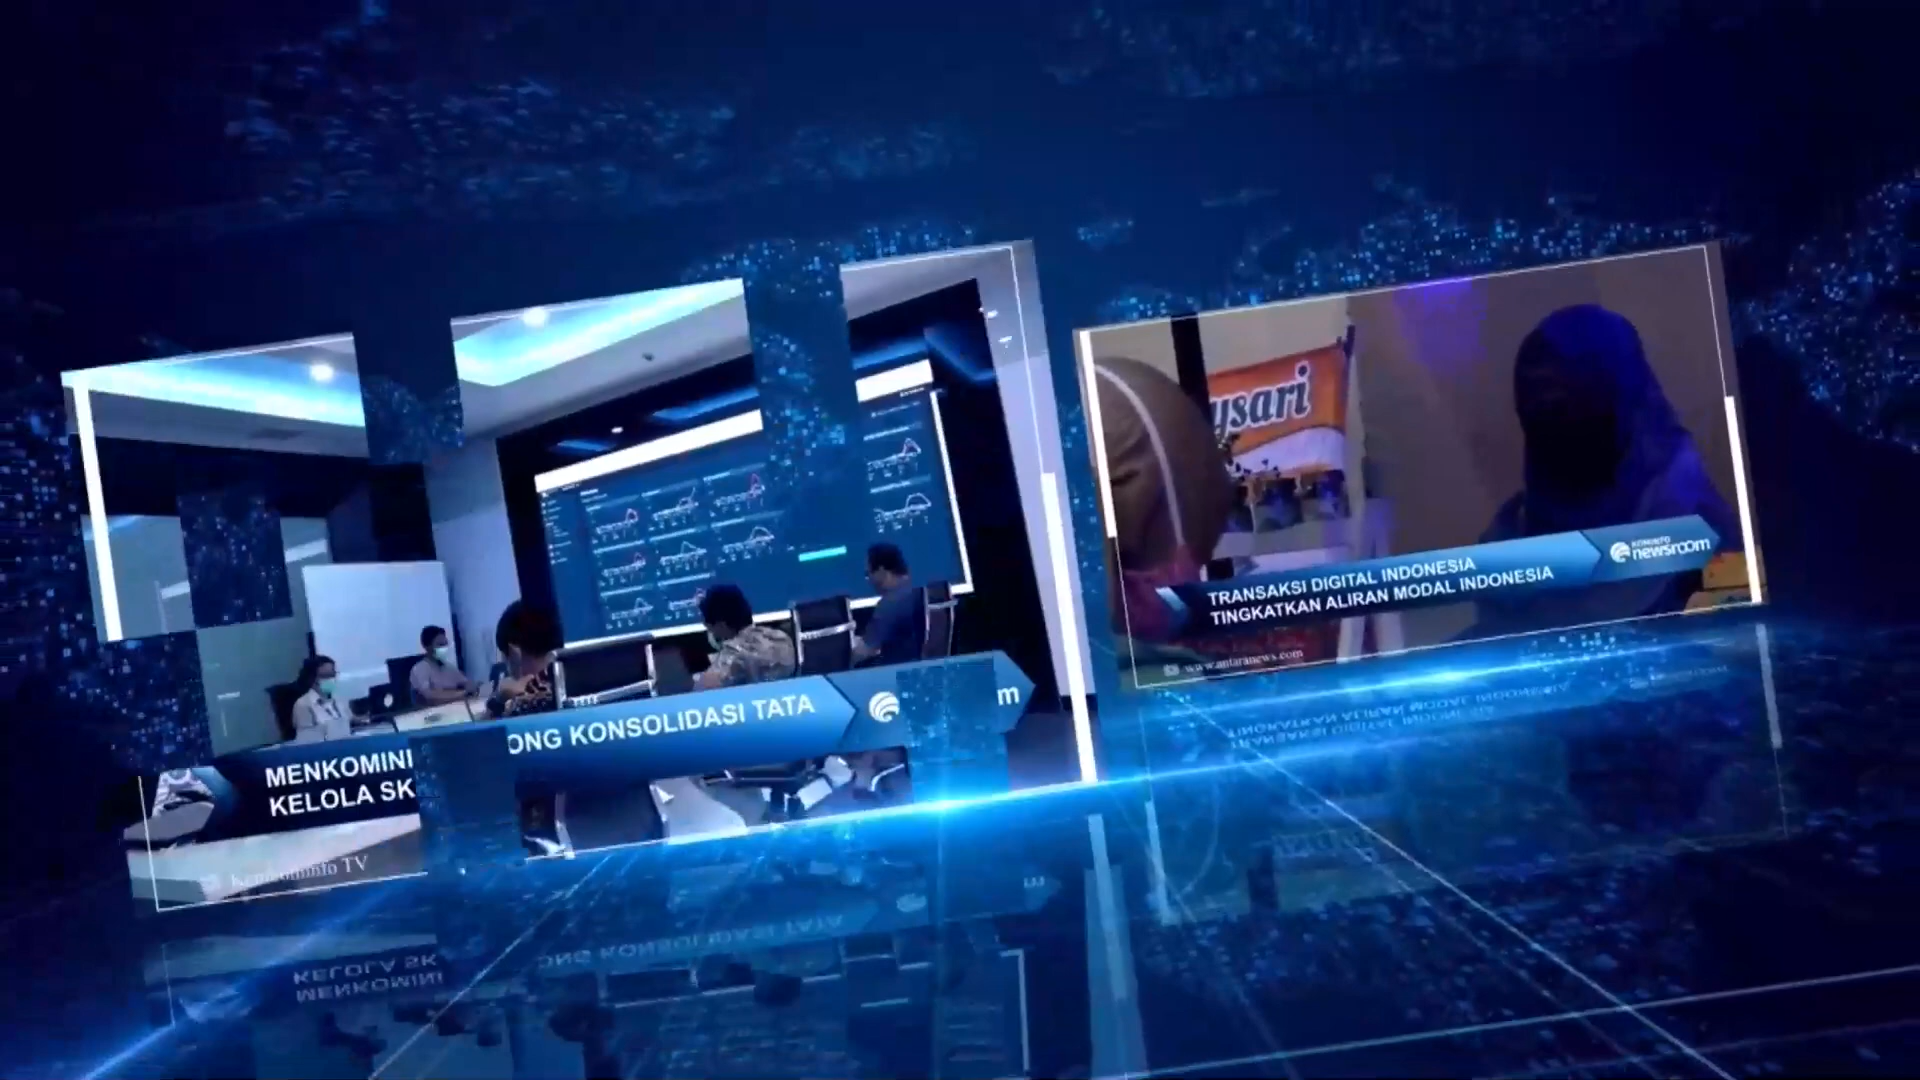 MENKOMINI ONG KONSOLIDASI TATA
KELOLA SK
m
Kemkominfo TV
ysari
TRANSAKSI DIGITAL INDONESIA
TINGKATKAN ALIRAN MODAL INDONESIA
KOMINFO
newsroom
www.antaranews.com